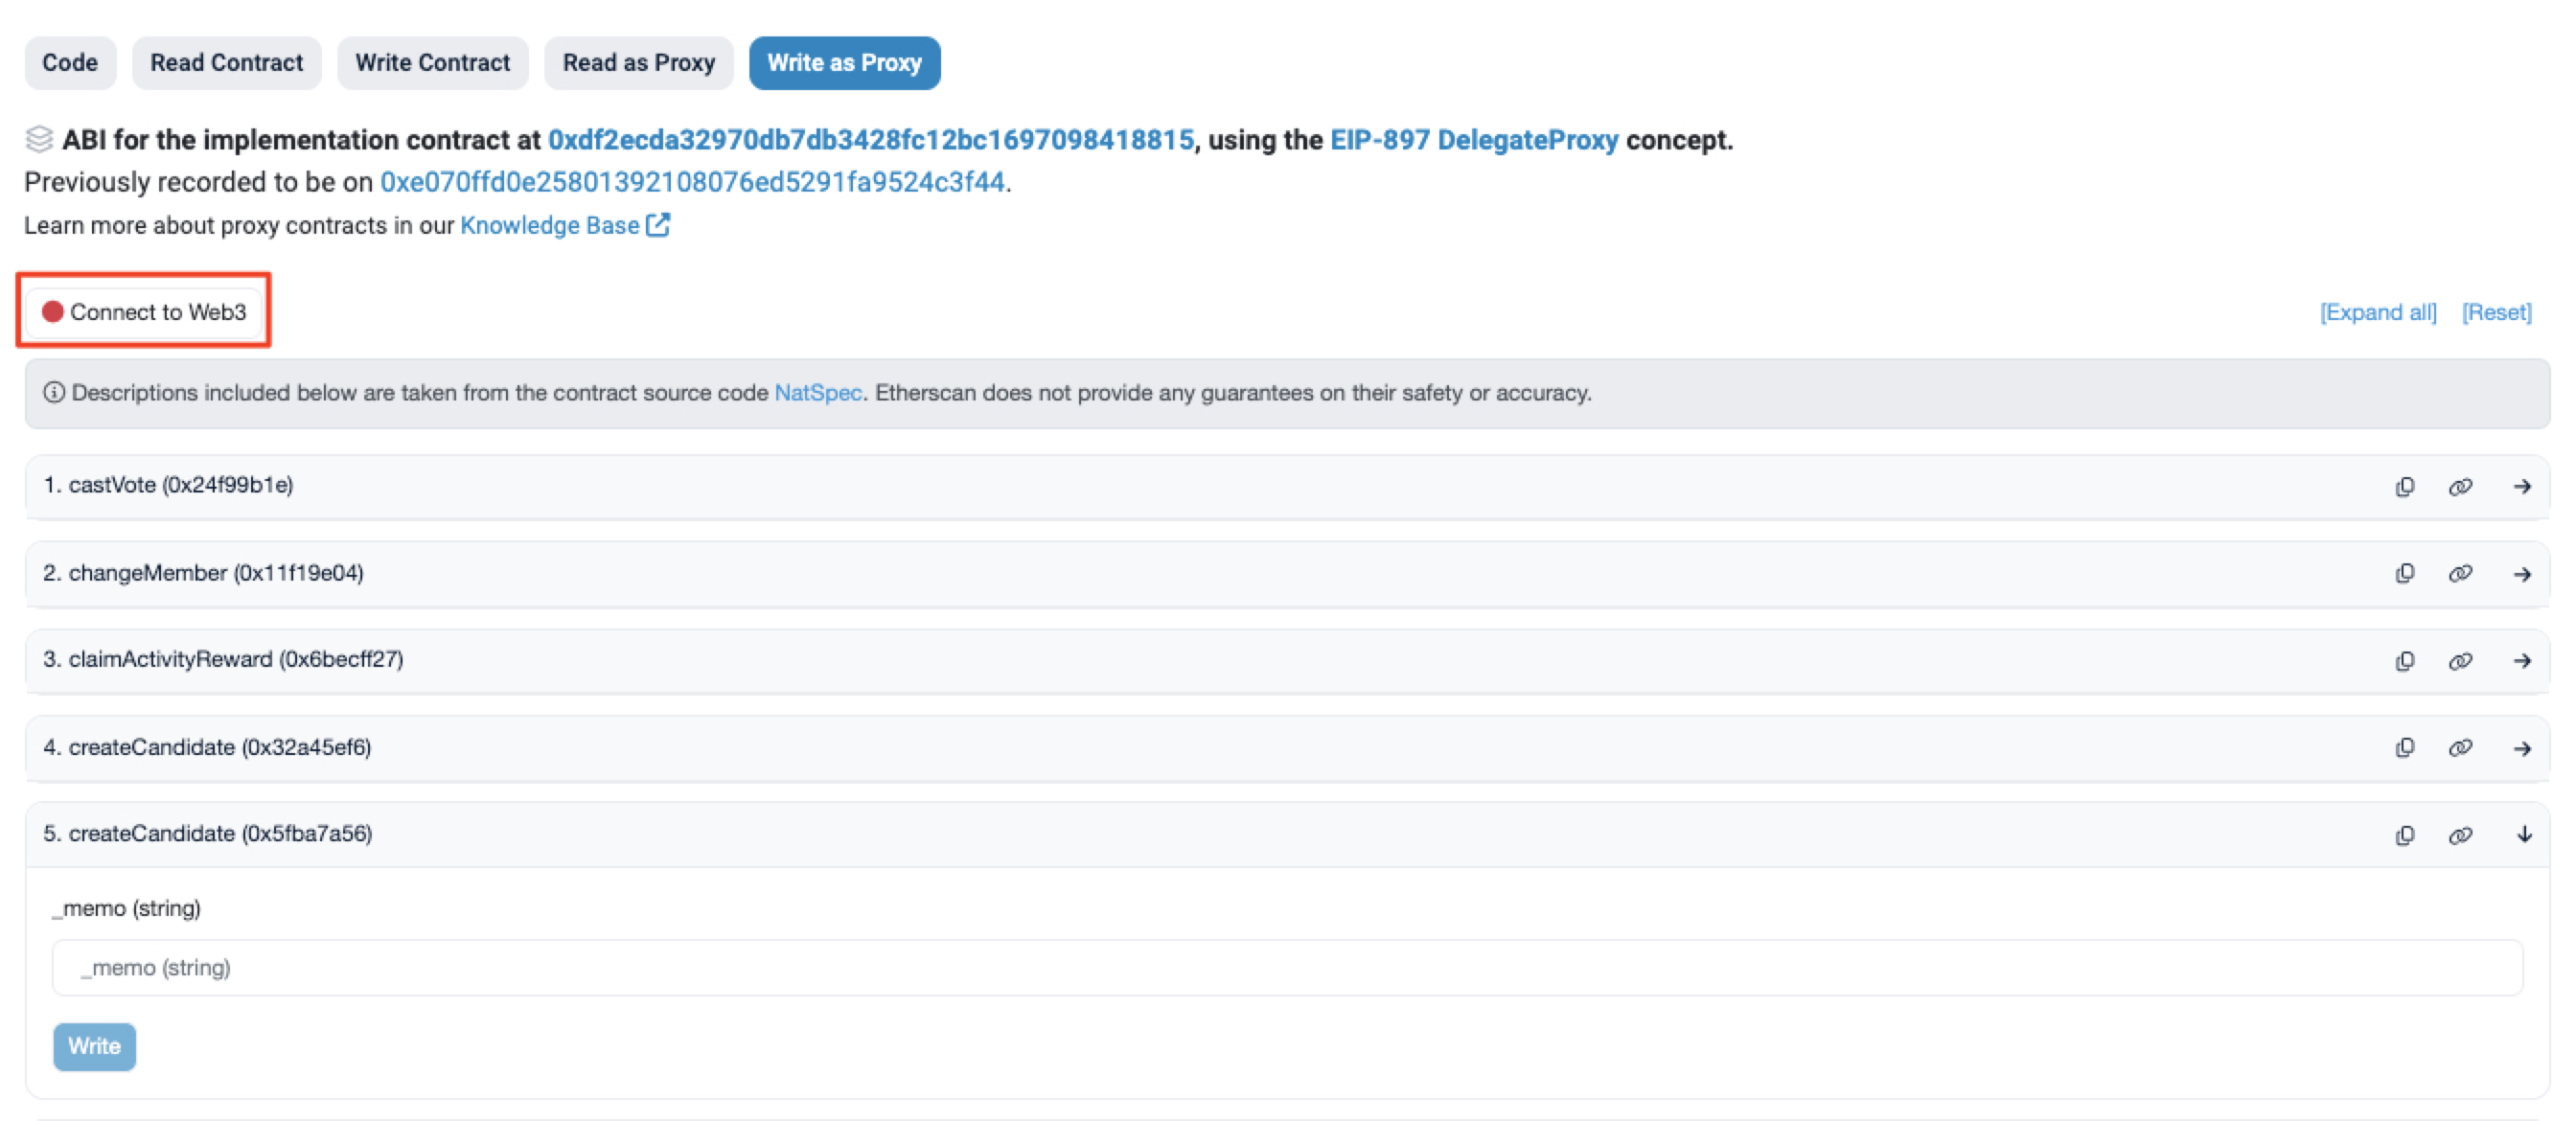 Code Read Contract Write Contract Read as Proxy Write as Proxy
ABI for the implementation contract at 0xdf2ecda32970db7db3428fc12bc1697098418815, using the EIP-897 DelegateProxy concept.
Previously recorded to be on 0xe070ffd0e25801392108076ed5291fa9524c3f44.
Learn more about proxy contracts in our Knowledge Base
Connect to Web3 [Expand all] [Reset]
Descriptions included below are taken from the contract source code NatSpec. Etherscan does not provide any guarantees on their safety or accuracy.
1. castVote (0x24f99b1e)
2. changeMember (0x11f19e04)
3. claimActivityReward (0x6becff27)
4. createCandidate (0x32a45ef6)
5. createCandidate (0x5fba7a56)
_memo (string)
_memo (string)
Write